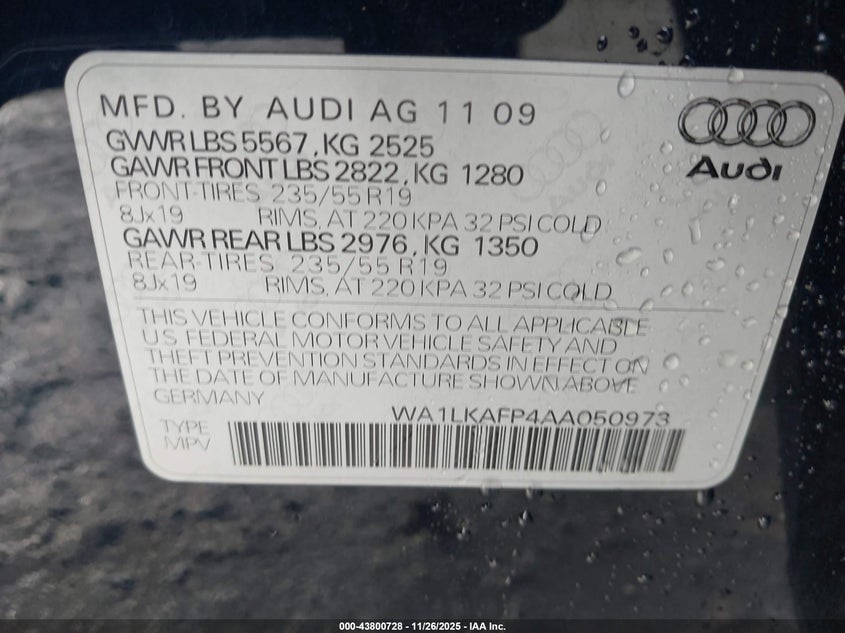 MFD. BY AUDI AG 11 09
Audi
GVWR LBS 5567, KG 2525
GAWR FRONT LBS 2822, KG 1280
FRONT-TIRES 235/55 R19
8Jx19 RIMS, AT 220 KPA 32 PSI COLD
GAWR REAR LBS 2976, KG 1350
REAR-TIRES 235/55 R19
8Jx19 RIMS, AT 220 KPA 32 PSI COLD
THIS VEHICLE CONFORMS TO ALL APPLICABLE
U.S. FEDERAL MOTOR VEHICLE SAFETY AND
THEFT PREVENTION STANDARDS IN EFFECT ON
THE DATE OF MANUFACTURE SHOWN ABOVE
GERMANY
WA1LKAFP4AA050973
TYPE
MPV
000-43800728 - 11/26/2025 - IAA Inc.